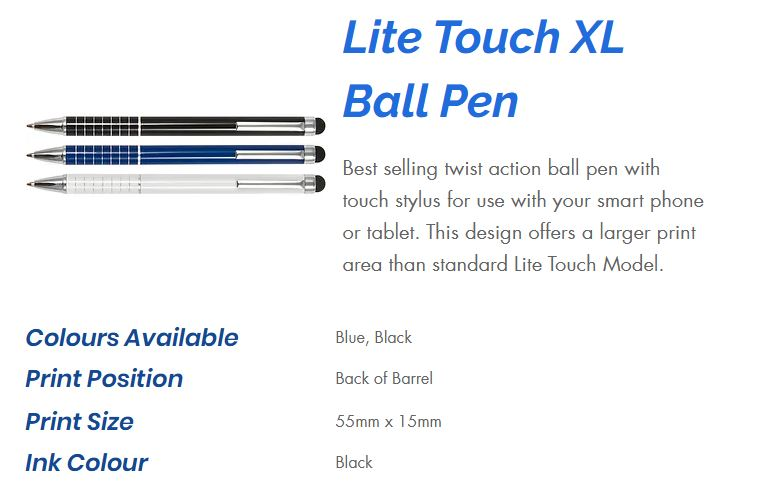 Lite Touch XL
Ball Pen
Best selling twist action ball pen with
touch stylus for use with your smart phone
or tablet. This design offers a larger print
area than standard Lite Touch Model.
Colours Available Blue, Black
Print Position Back of Barrel
Print Size 55mm x 15mm
Ink Colour Black